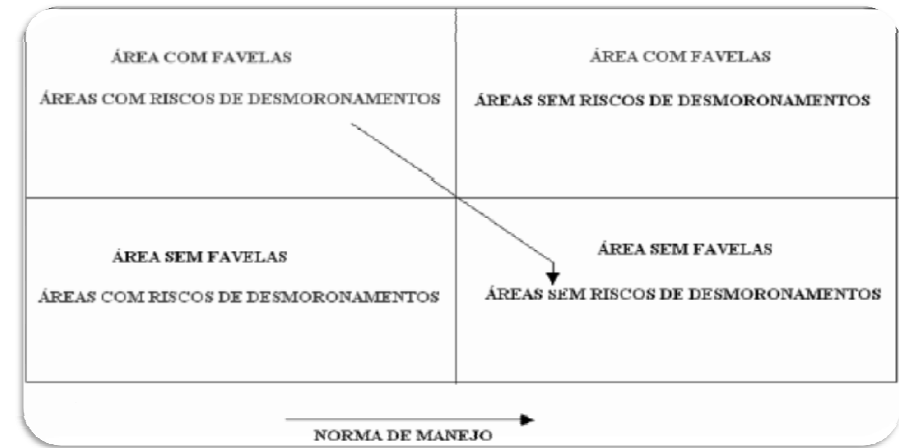 ÁREA COM FAVELAS
ÁREAS COM RISCOS DE DESMORONAMENTOS
ÁREA COM FAVELAS
ÁREAS SEM RISCOS DE DESMORONAMENTOS
ÁREA SEM FAVELAS
ÁREAS COM RISCOS DE DESMORONAMENTOS
ÁREA SEM FAVELAS
ÁREAS SEM RISCOS DE DESMORONAMENTOS
NORMA DE MANEJO